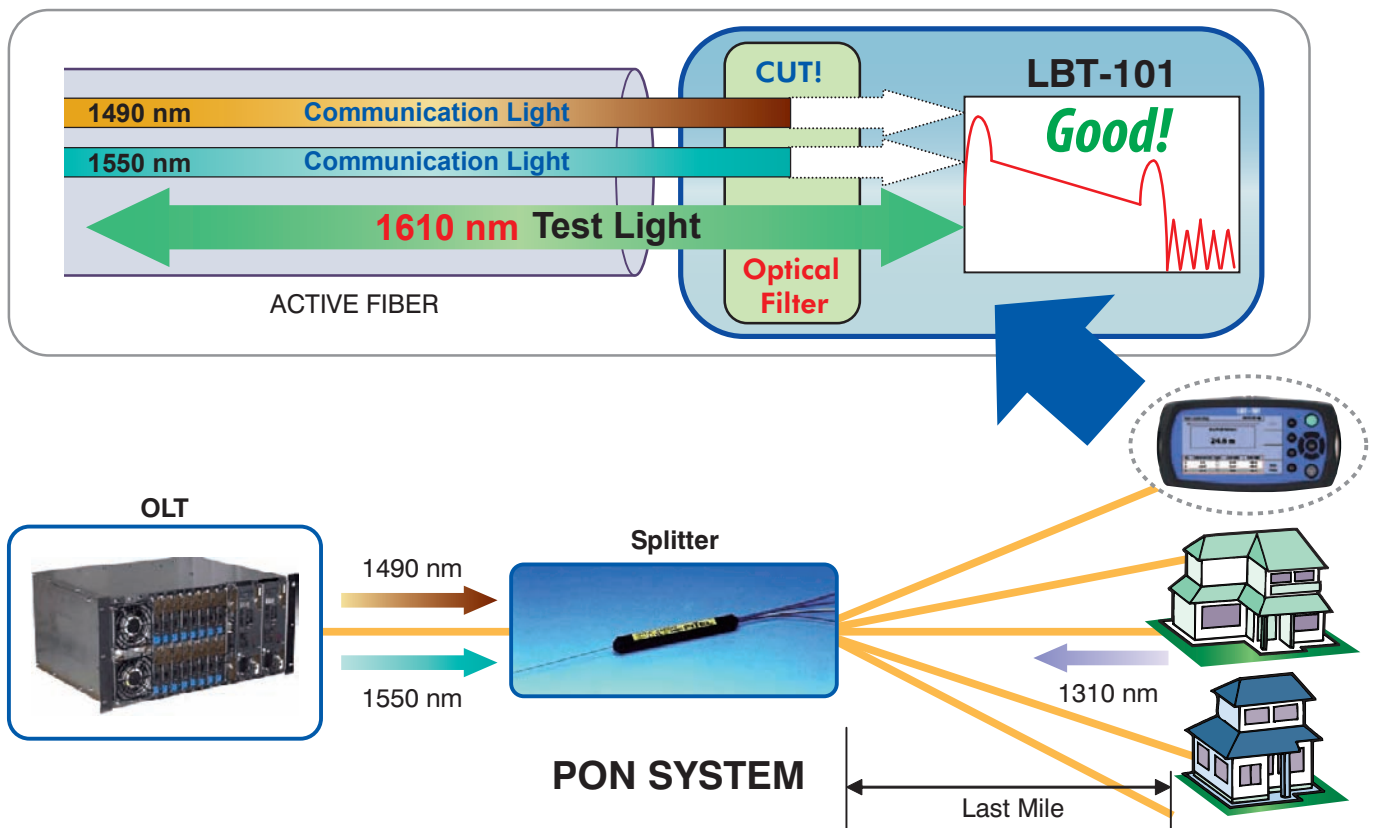 CUT!
LBT-101
1490 nm
Communication Light
Good!
1550 nm
Communication Light
1610 nm Test Light
Optical
Filter
ACTIVE FIBER
OLT
Splitter
1490 nm
1550 nm
1310 nm
PON SYSTEM
Last Mile